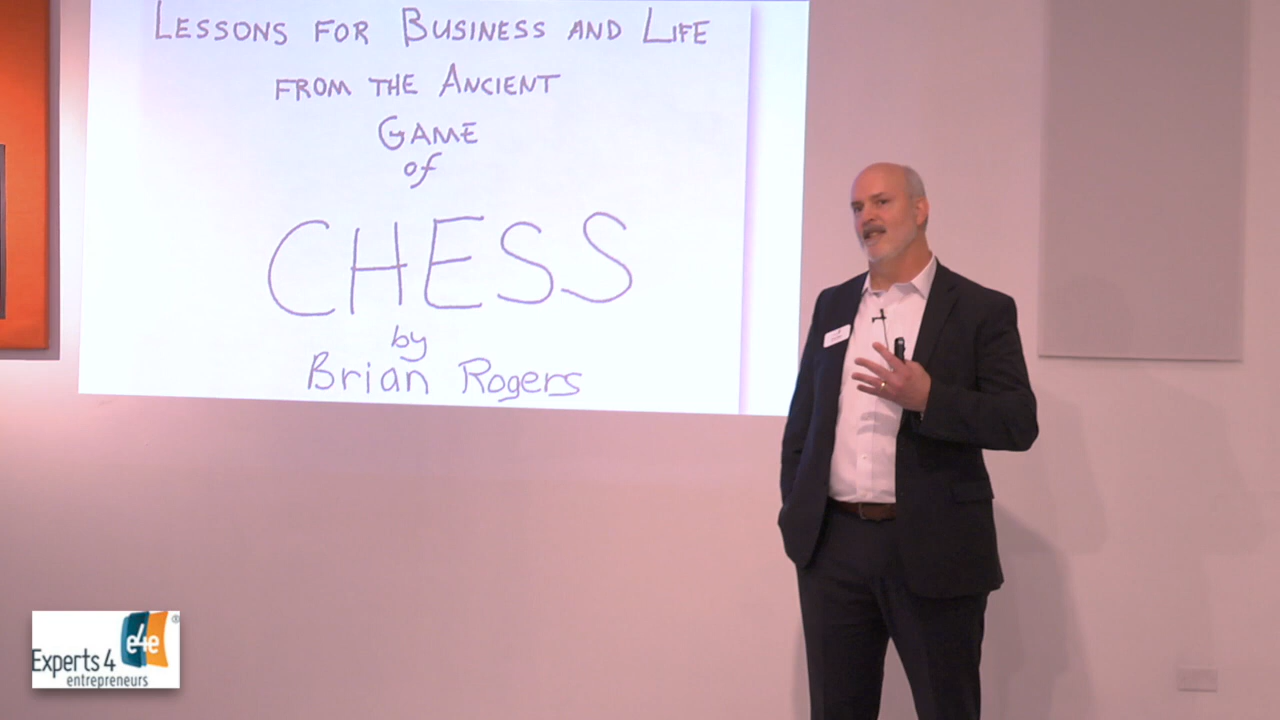 LESSONS FOR BUSINESS AND LIFE
FROM THE ANCIENT
GAME
of
CHESS
by
Brian Rogers
e4e ®
Experts 4
entrepreneurs